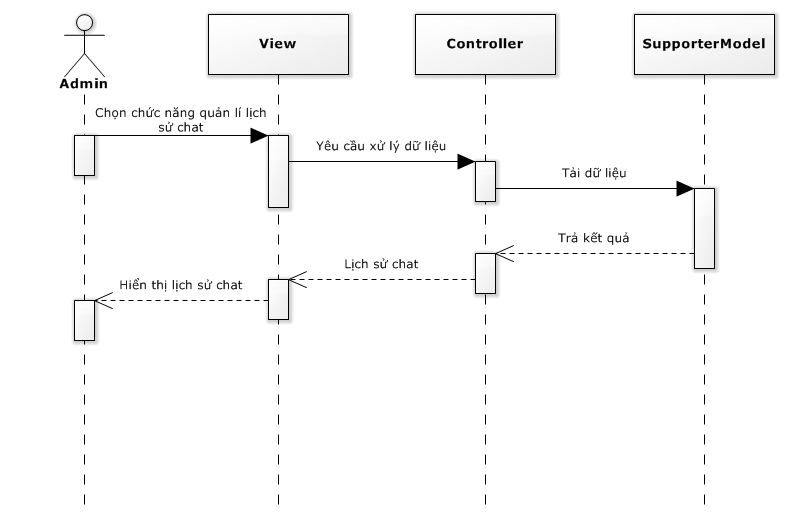 View
Controller
SupporterModel
Admin
Chọn chức năng quản lí lịch
sử chat
Yêu cầu xử lý dữ liệu
Tải dữ liệu
Trả kết quả
Lịch sử chat
Hiển thị lịch sử chat